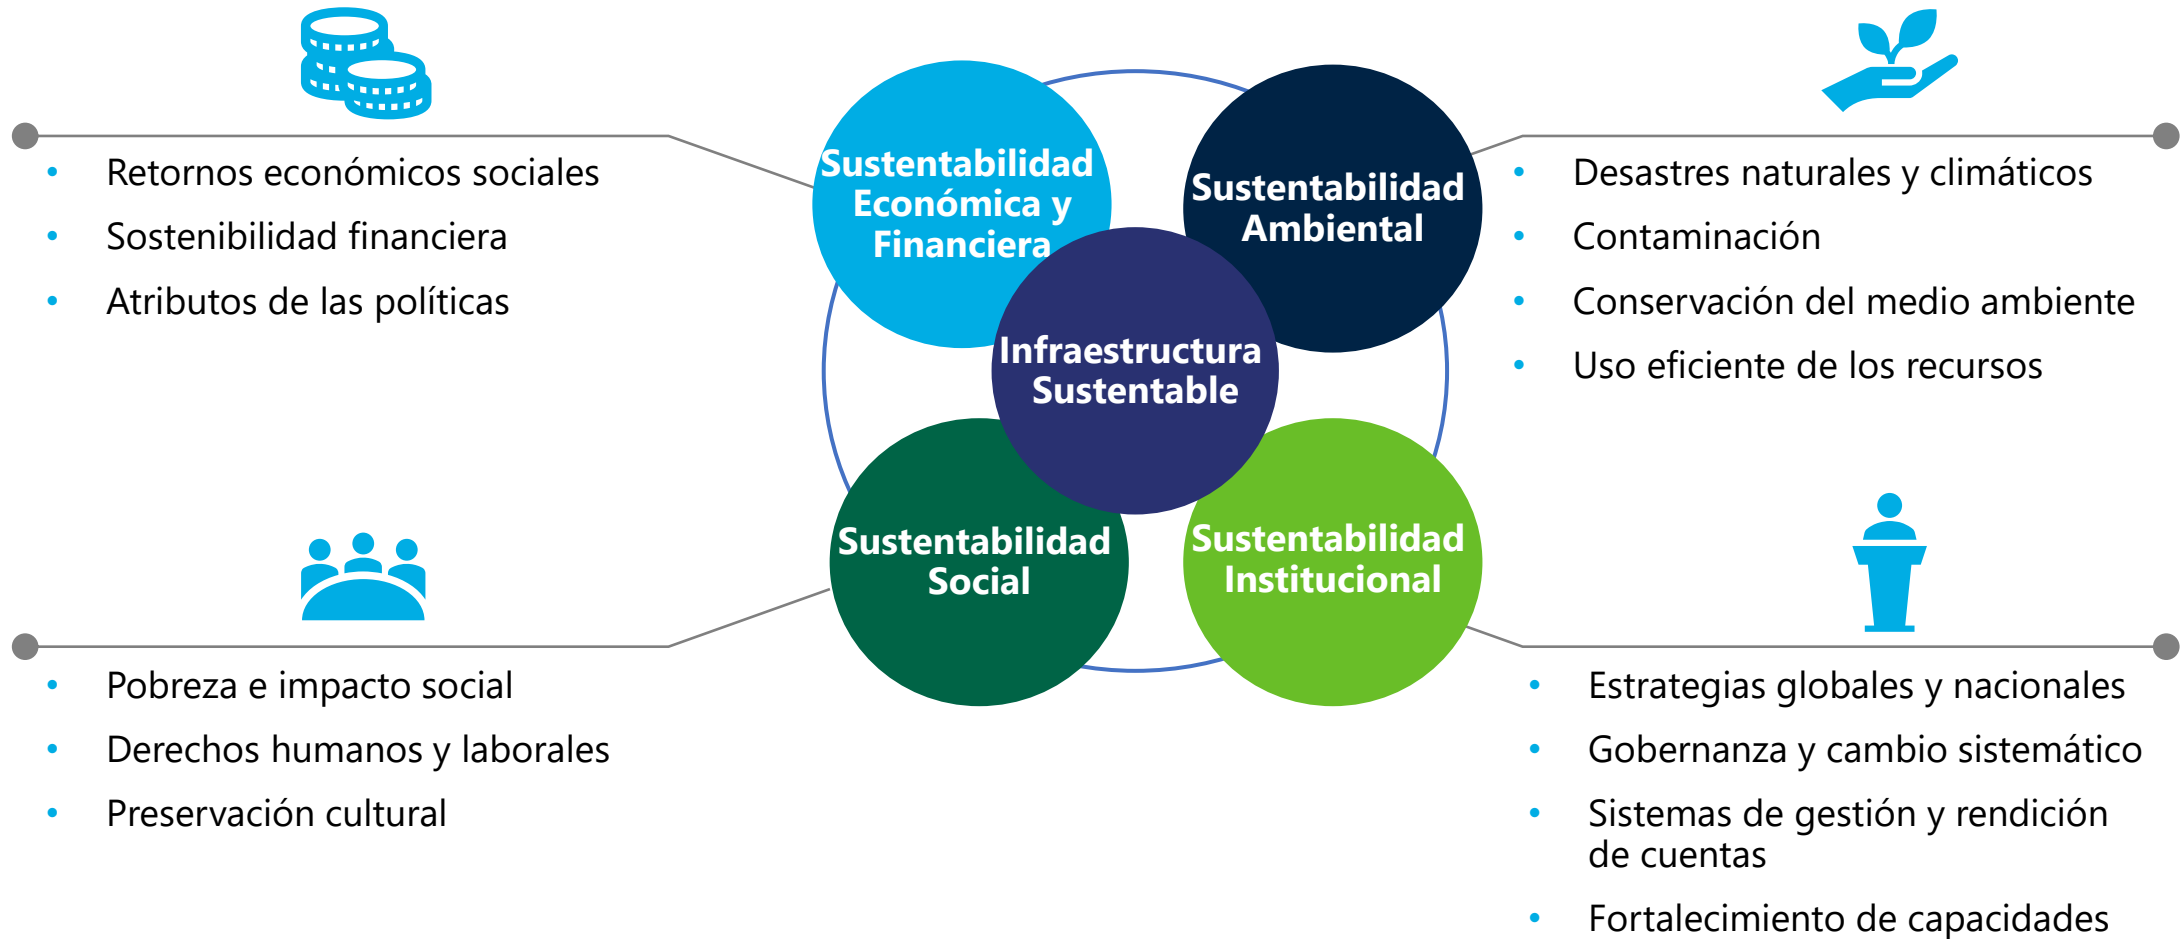 Retornos económicos sociales
Sostenibilidad financiera
Atributos de las políticas
Sustentabilidad
Económica y
Financiera
Sustentabilidad
Ambiental
Desastres naturales y climáticos
Contaminación
Conservación del medio ambiente
Uso eficiente de los recursos
Infraestructura
Sustentable
Sustentabilidad
Social
Sustentabilidad
Institucional
Pobreza e impacto social
Derechos humanos y laborales
Preservación cultural
Estrategias globales y nacionales
Gobernanza y cambio sistemático
Sistemas de gestión y rendición
de cuentas
Fortalecimiento de capacidades